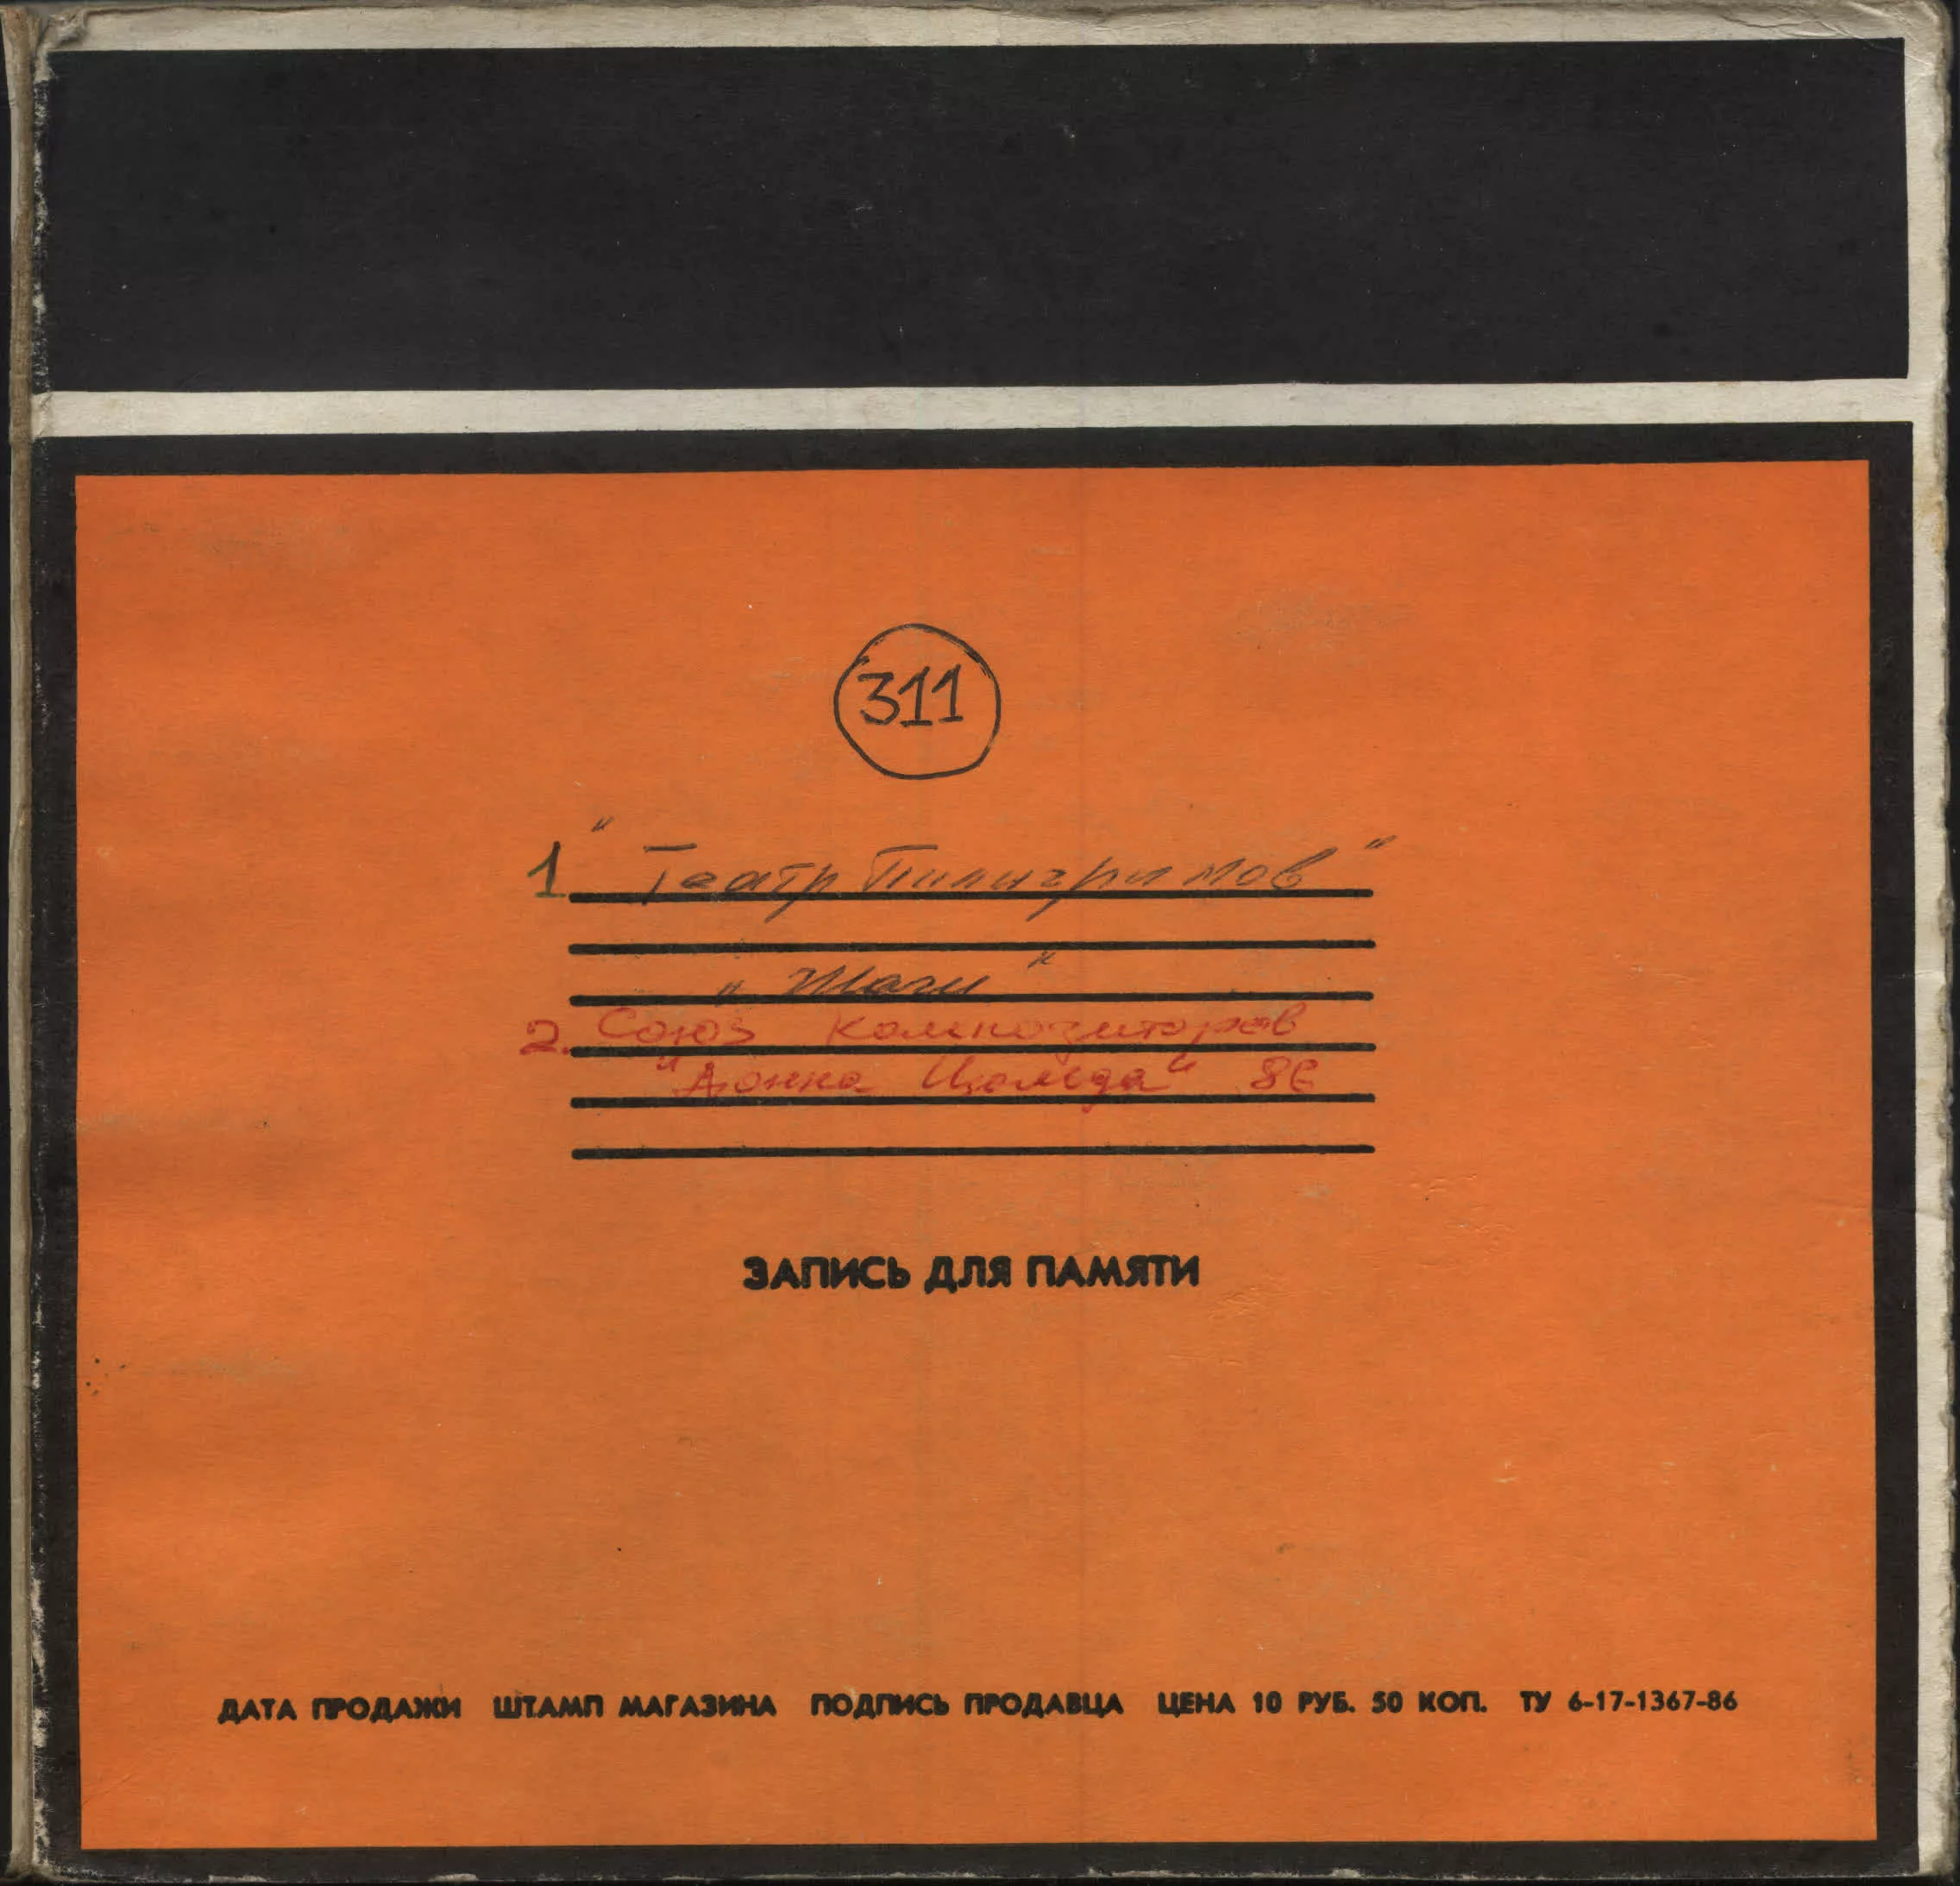 311
1 "Театр Пилигримов"
"Шаги"
2. Союз композиторов
"Донна Цолида" 86
ЗАПИСЬ ДЛЯ ПАМЯТИ
ДАТА ПРОДАЖИ ШТАМП МАГАЗИНА ПОДПИСЬ ПРОДАВЦА ЦЕНА 10 РУБ. 50 КОП. ТУ 6-17-1367-86